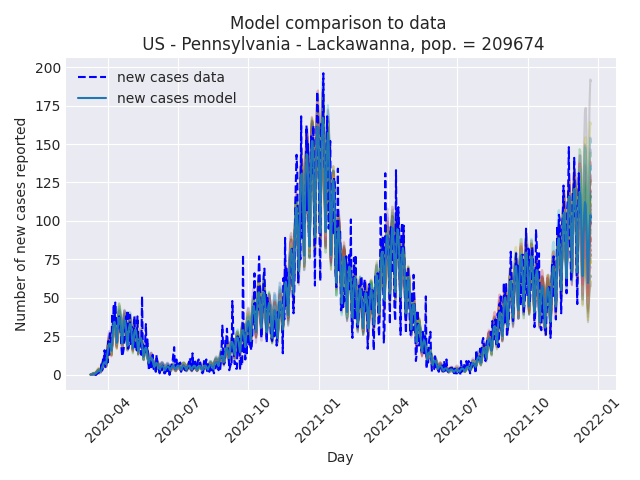 Model comparison to data
US - Pennsylvania - Lackawanna, pop. = 209674
new cases data
new cases model
Number of new cases reported
200
175
150
125
100
75
50
25
0
2020-04
2020-07
2020-10
2021-01
2021-04
2021-07
2021-10
2022-01
Day